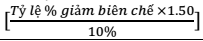 [Tỷ lệ % giảm biên chế ×1.50
10%]